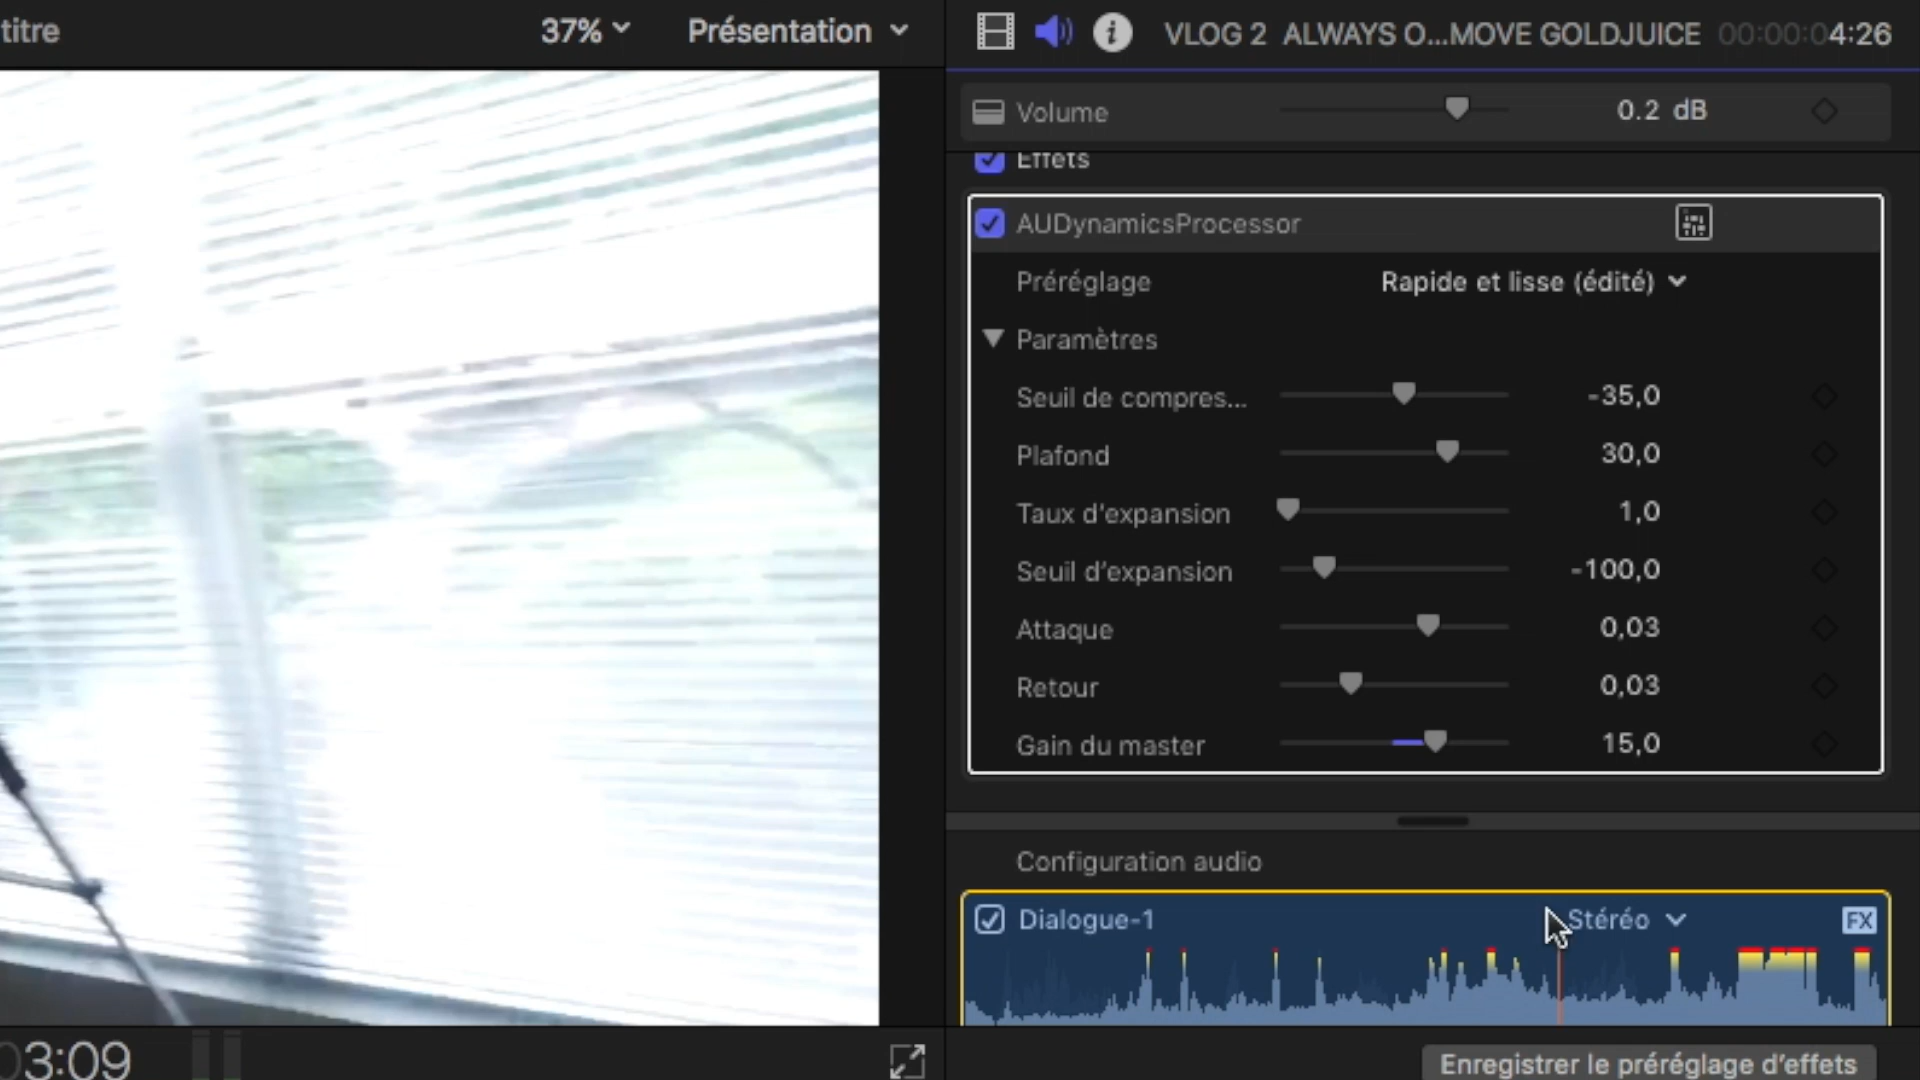 titre
37%
Présentation
VLOG 2 ALWAYS O...MOVE GOLDJUICE
00:00:04:26
Volume
0.2 dB
Effets
AUDynamicsProcessor
Préréglage
Rapide et lisse (édité)
Paramètres
Seuil de compres...
-35,0
Plafond
30,0
Taux d'expansion
1,0
Seuil d'expansion
-100,0
Attaque
0,03
Retour
0,03
Gain du master
15,0
Configuration audio
Dialogue-1
Stéréo
FX
03:09
Enregistrer le préréglage d'effets